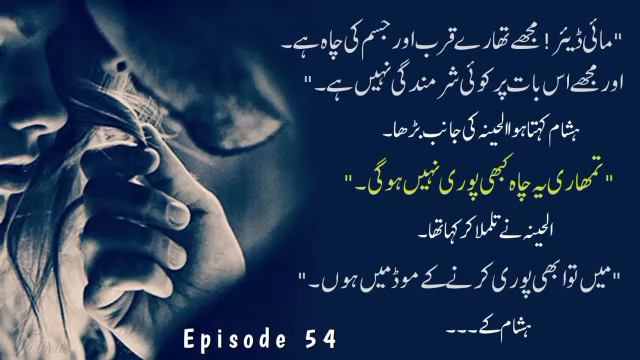 "مائی ڈیئر! مجھے تمھارے قرب اور جسم کی چاہ ہے۔
اور مجھے اس بات پر کوئی شرمندگی نہیں ہے۔"
ہشام کہتا ہوا الحینہ کی جانب بڑھا۔
"تمھاری یہ چاہ کبھی پوری نہیں ہوگی۔"
الحینہ نے تلملا کر کہا تھا۔
"میں تو ابھی پوری کرنے کے موڈ میں ہوں۔"
ہشام کے۔۔۔
Episode 54